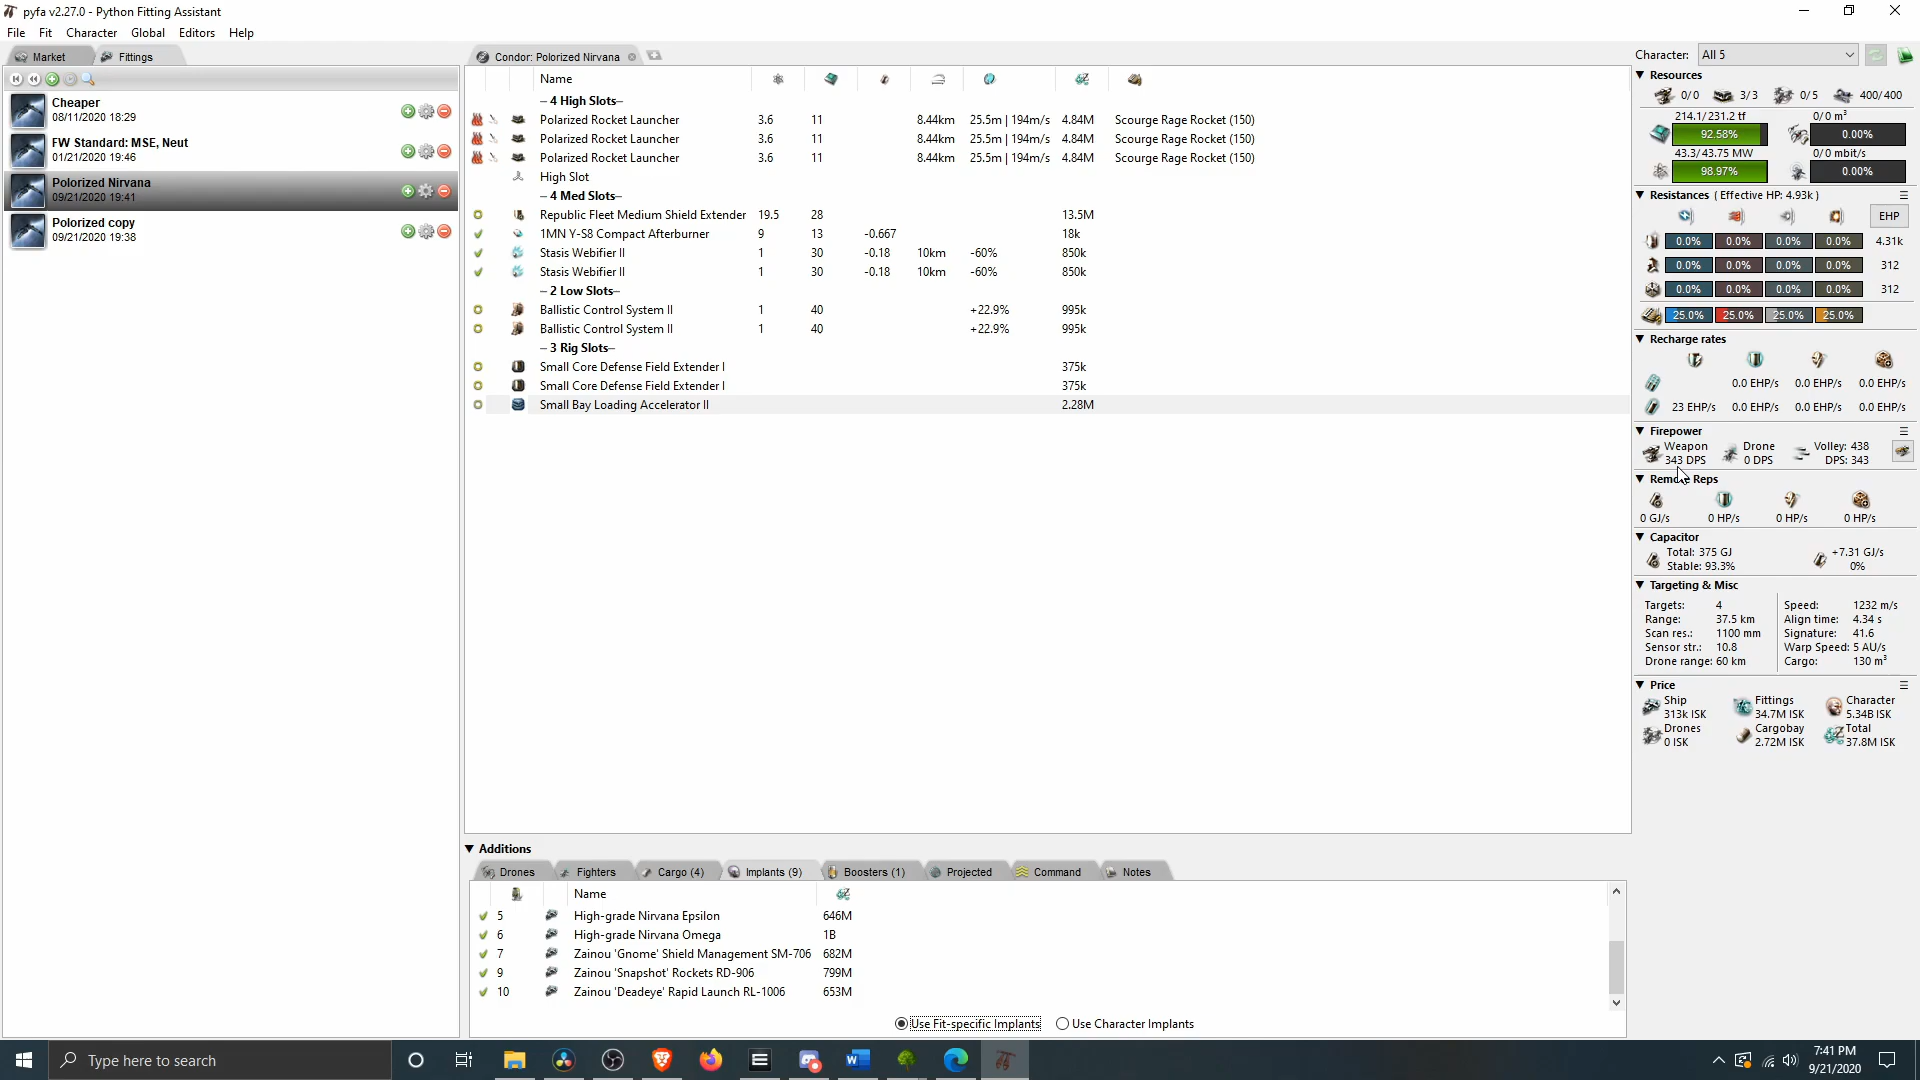 pyfa v2.27.0 - Python Fitting Assistant
File Fit Character Global Editors Help
Market Fittings
Cheaper
08/11/2020 18:29
FW Standard: MSE, Neut
01/21/2020 19:46
Polorized Nirvana
09/21/2020 19:41
Polorized copy
09/21/2020 19:38
Condor: Polorized Nirvana
Name
– 4 High Slots–
Polarized Rocket Launcher 3.6 11 8.44km 25.5m | 194m/s 4.84M Scourge Rage Rocket (150)
Polarized Rocket Launcher 3.6 11 8.44km 25.5m | 194m/s 4.84M Scourge Rage Rocket (150)
Polarized Rocket Launcher 3.6 11 8.44km 25.5m | 194m/s 4.84M Scourge Rage Rocket (150)
High Slot
– 4 Med Slots–
Republic Fleet Medium Shield Extender 19.5 28 13.5M
1MN Y-S8 Compact Afterburner 9 13 -0.667 18k
Stasis Webifier II 1 30 -0.18 10km -60% 850k
Stasis Webifier II 1 30 -0.18 10km -60% 850k
– 2 Low Slots–
Ballistic Control System II 1 40 +22.9% 995k
Ballistic Control System II 1 40 +22.9% 995k
– 3 Rig Slots–
Small Core Defense Field Extender I 375k
Small Core Defense Field Extender I 375k
Small Bay Loading Accelerator II 2.28M
Additions
Drones Fighters Cargo (4) Implants (9) Boosters (1) Projected Command Notes
Name
5 High-grade Nirvana Epsilon 646M
6 High-grade Nirvana Omega 1B
7 Zainou 'Gnome' Shield Management SM-706 682M
9 Zainou 'Snapshot' Rockets RD-906 799M
10 Zainou 'Deadeye' Rapid Launch RL-1006 653M
Use Fit-specific Implants Use Character Implants
Character: All 5
Resources
0/0 3/3 0/5 400/400
214.1/231.2 tf 0/0 m³
92.58% 0.00%
43.3/43.75 MW 0/0 mbit/s
98.97% 0.00%
Resistances ( Effective HP: 4.93k )
EHP
0.0% 0.0% 0.0% 0.0% 4.31k
0.0% 0.0% 0.0% 0.0% 312
0.0% 0.0% 0.0% 0.0% 312
25.0% 25.0% 25.0% 25.0%
Recharge rates
0.0 EHP/s 0.0 EHP/s 0.0 EHP/s
23 EHP/s 0.0 EHP/s 0.0 EHP/s 0.0 EHP/s
Firepower
Weapon Drone Volley: 438
343 DPS 0 DPS DPS: 343
Remote Reps
0 GJ/s 0 HP/s 0 HP/s 0 HP/s
Capacitor
Total: 375 GJ +7.31 GJ/s
Stable: 93.3% 0%
Targeting & Misc
Targets: 4 Speed: 1232 m/s
Range: 37.5 km Align time: 4.34 s
Scan res.: 1100 mm Signature: 41.6
Sensor str.: 10.8 Warp Speed: 5 AU/s
Drone range: 60 km Cargo: 130 m³
Price
Ship Fittings Character
313k ISK 34.7M ISK 5.34B ISK
Drones Cargobay Total
0 ISK 2.72M ISK 37.8M ISK
Type here to search
7:41 PM
9/21/2020